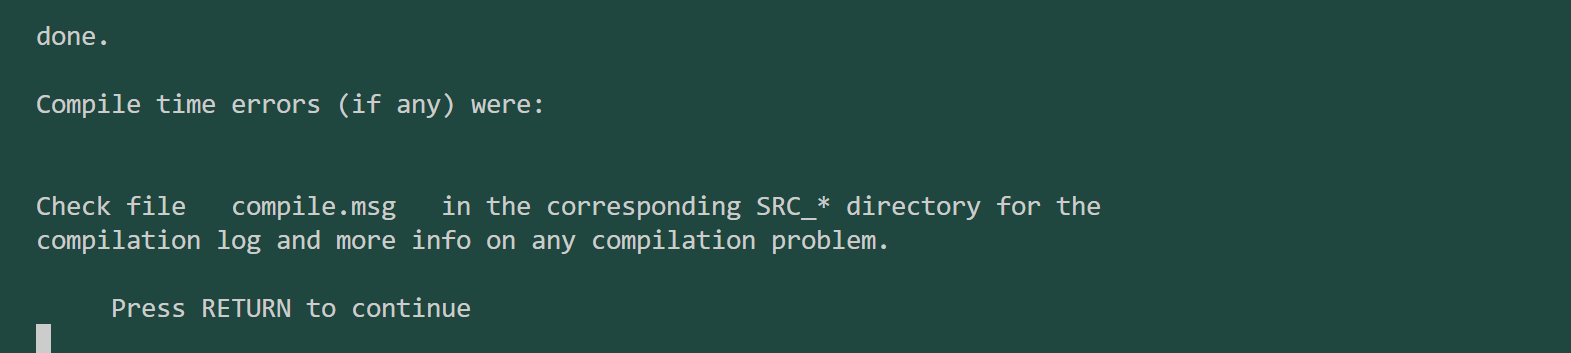 done.
Compile time errors (if any) were:
Check file   compile.msg   in the corresponding SRC_* directory for the
compilation log and more info on any compilation problem.
Press RETURN to continue